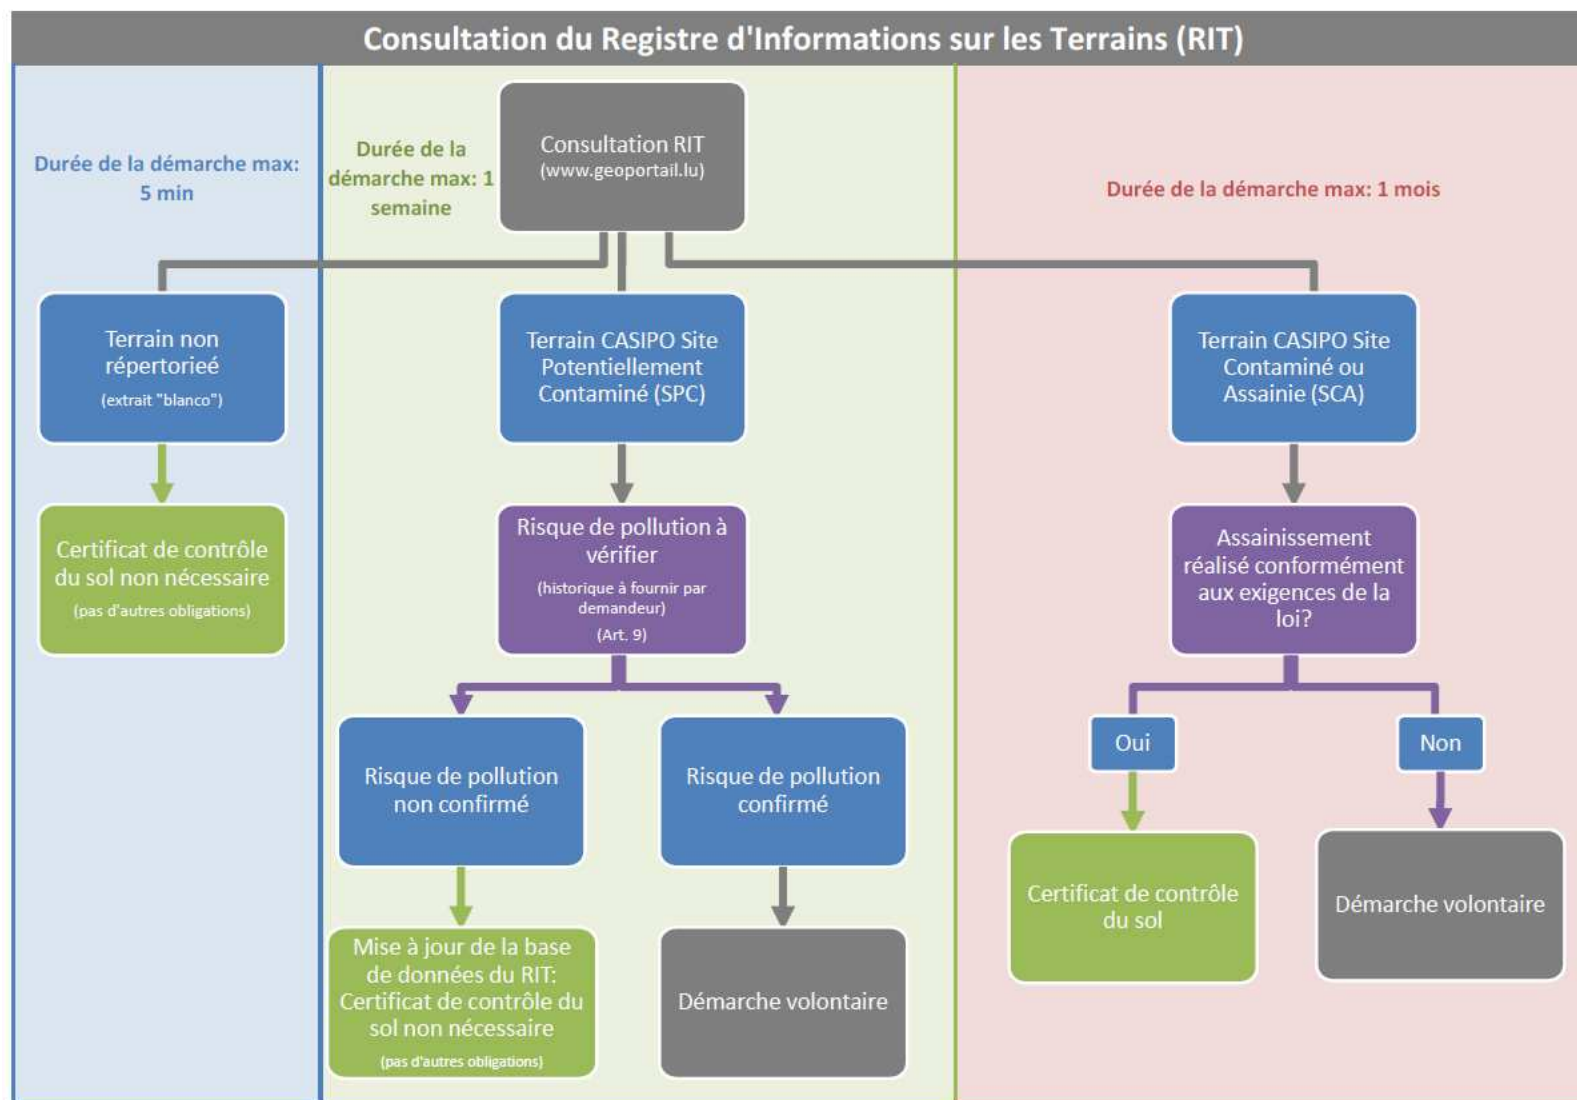 Consultation du Registre d'Informations sur les Terrains (RIT)
Durée de la démarche max:
5 min
Durée de la
démarche max: 1
semaine
Consultation RIT
(www.geoportail.lu)
Durée de la démarche max: 1 mois
Terrain non
répertorieé
(extrait "blanco")
Terrain CASIPO Site
Potentiellement
Contaminé (SPC)
Terrain CASIPO Site
Contaminé ou
Assainie (SCA)
Certificat de contrôle
du sol non nécessaire
(pas d'autres obligations)
Risque de pollution à
vérifier
(historique à fournir par
demandeur)
(Art. 9)
Assainissement
réalisé conformément
aux exigences de la
loi?
Risque de pollution
non confirmé
Risque de pollution
confirmé
Oui
Non
Mise à jour de la base
de données du RIT:
Certificat de contrôle du
sol non nécessaire
(pas d'autres obligations)
Démarche volontaire
Certificat de contrôle
du sol
Démarche volontaire